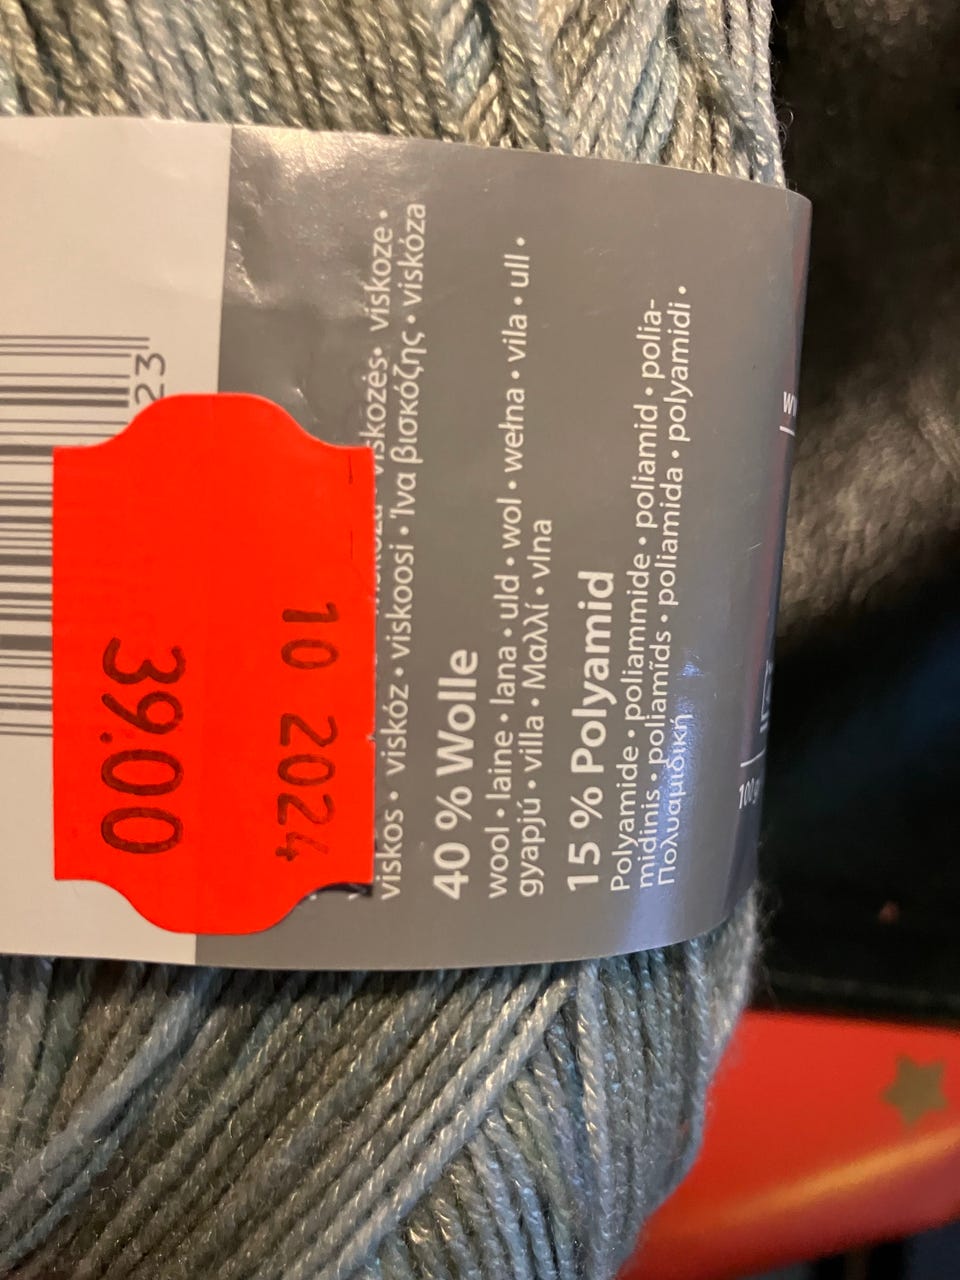 23
39.00
10 2024
viskozės • viskoze •
viskos • viskóz • viskoosi • Ίνα βισκόζης • viskóza
40 % Wolle
wool • laine • lana • uld • wol • wełna • vila • ull •
gyapjú • villa • Μαλλί • vlna
15 % Polyamid
Polyamide • poliammide • poliamid • polia-
midinis • poliamīds • poliamida • polyamidi •
Πολυαμιδική
100g